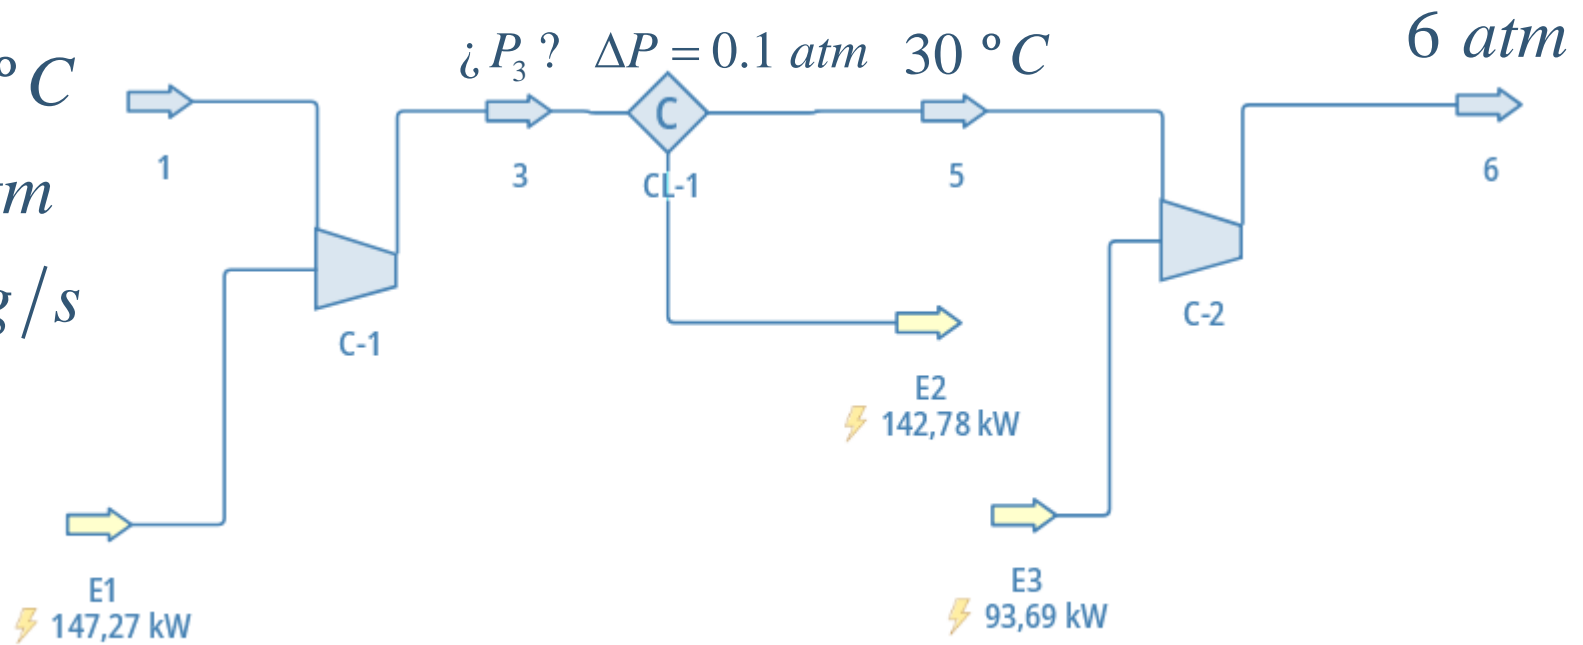 ¿P₃? ΔP = 0.1 atm 30 °C 6 atm
°C
1
3
C
CL-1
5
6
C-1
C-2
E2
142,78 kW
E1
147,27 kW
E3
93,69 kW